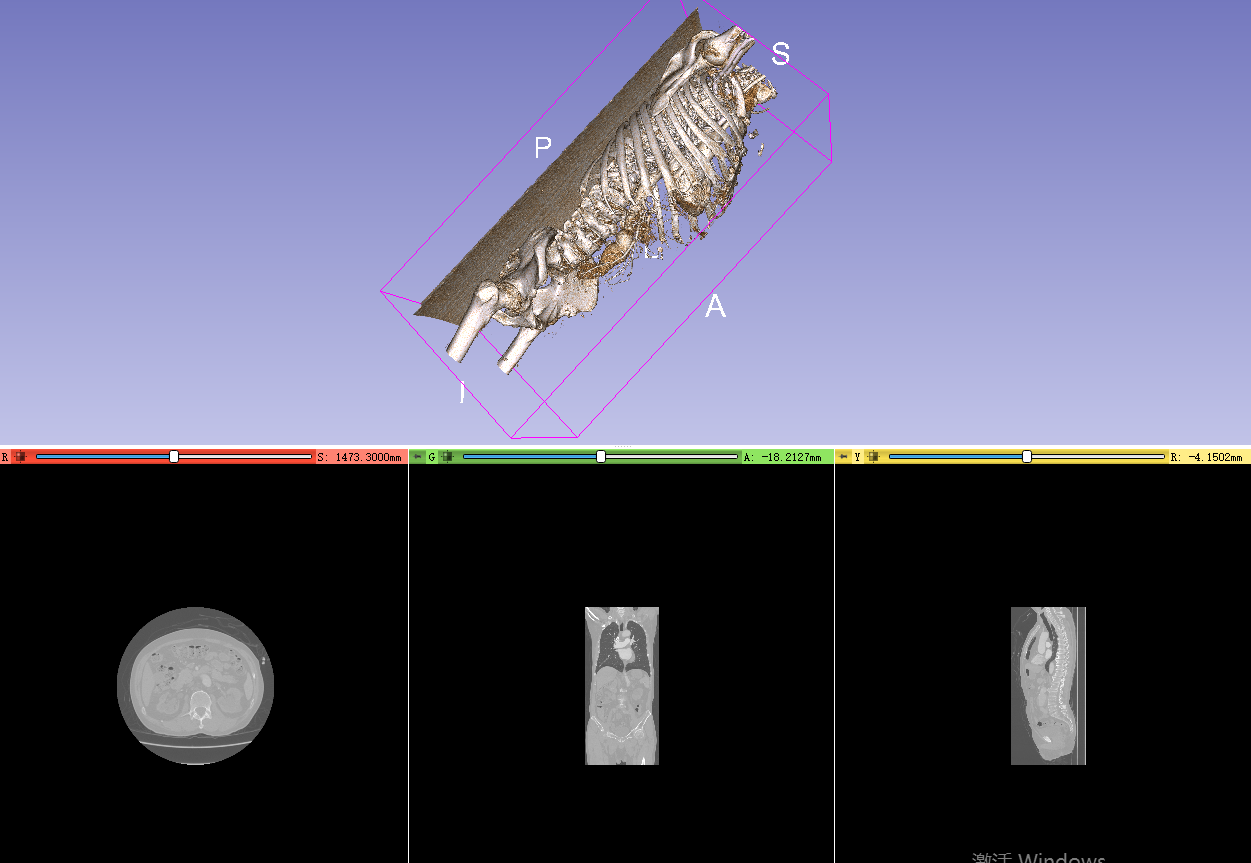 S
P
L
A
I
R S: 1473.3000mm
G A: -18.2127mm
Y R: -4.1502mm
激活 Windows